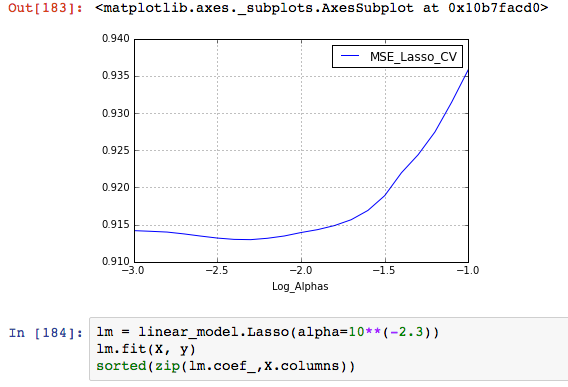 Out[183]: <matplotlib.axes._subplots.AxesSubplot at 0x10b7facd0>
0.940
MSE_Lasso_CV
0.935
0.930
0.925
0.920
0.915
0.910
−3.0 −2.5 −2.0 −1.5 −1.0
Log_Alphas
In [184]: lm = linear_model.Lasso(alpha=10**(-2.3))
lm.fit(X, y)
sorted(zip(lm.coef_,X.columns))